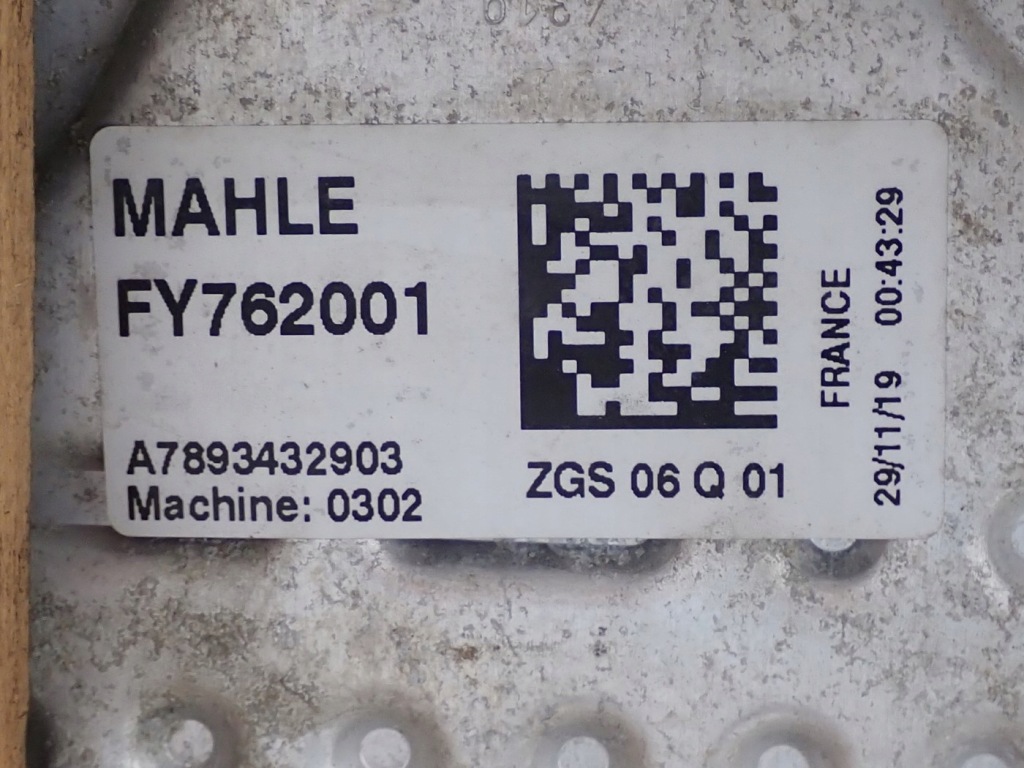 MAHLE
FY762001
A7893432903
Machine: 0302
ZGS 06 Q 01
FRANCE
29/11/19 00:43:29